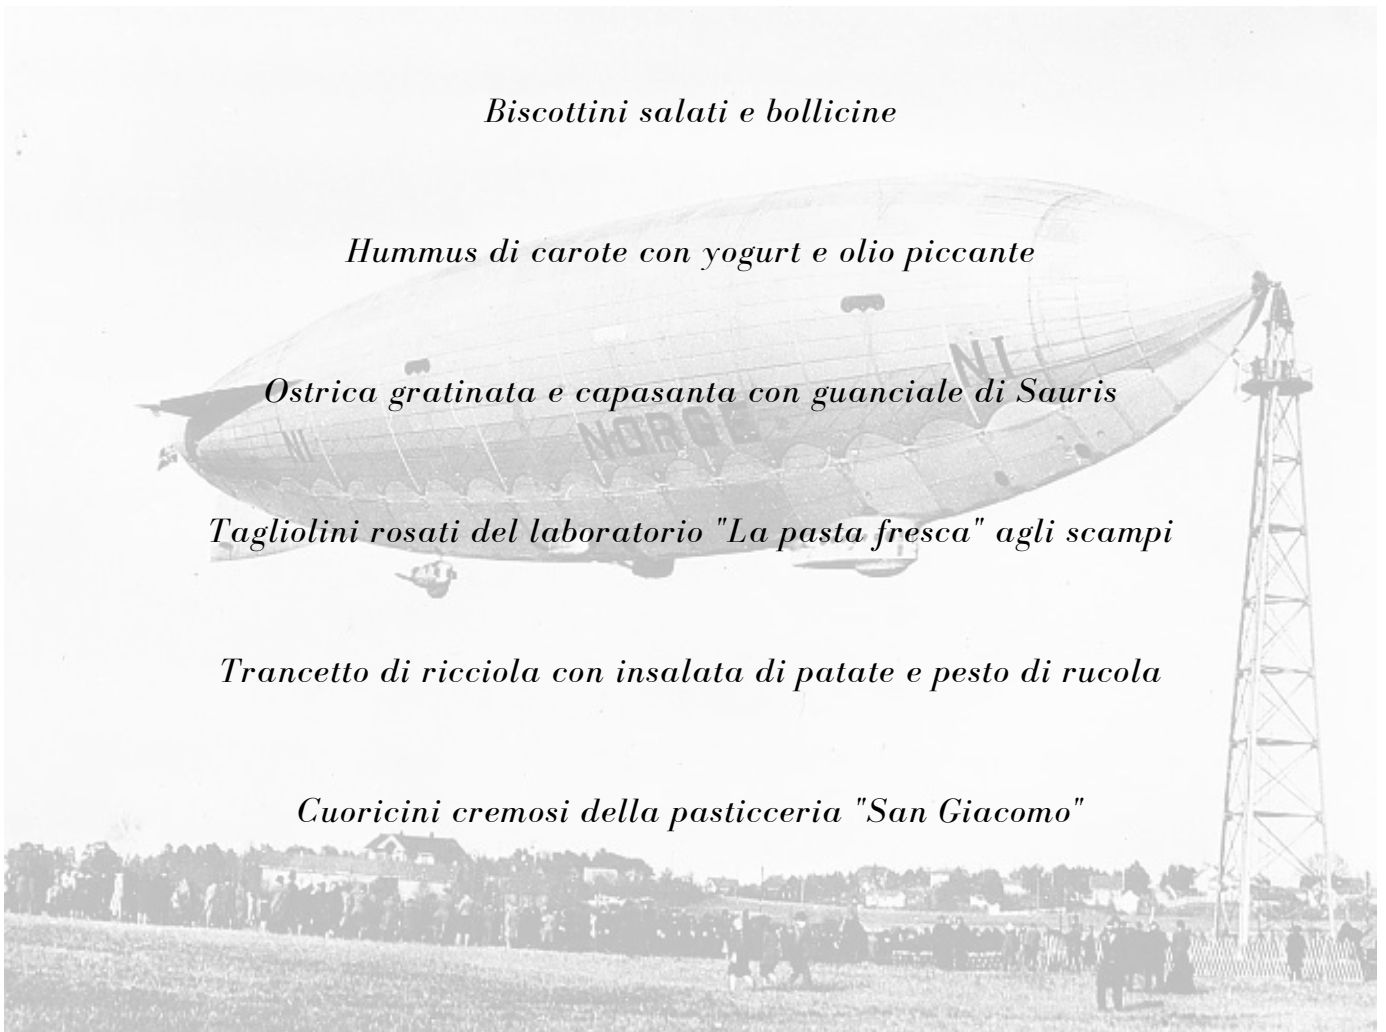 Biscottini salati e bollicine
Hummus di carote con yogurt e olio piccante
NI
Ostrica gratinata e capasanta con guanciale di Sauris
NORGE
NI
Tagliolini rosati del laboratorio "La pasta fresca" agli scampi
Trancetto di ricciola con insalata di patate e pesto di rucola
Cuoricini cremosi della pasticceria "San Giacomo"